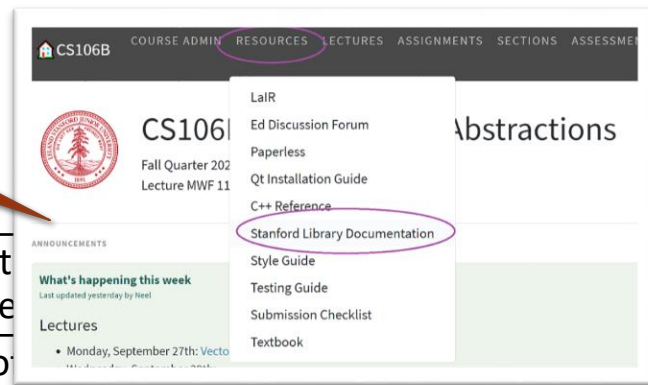 CS106B COURSE ADMIN RESOURCES LECTURES ASSIGNMENTS SECTIONS
LaIR
Ed Discussion Forum
Paperless
Qt Installation Guide
C++ Reference
Stanford Library Documentation
Style Guide
Testing Guide
Submission Checklist
Textbook
CS106
Abstractions
Fall Quarter 202
Lecture MWF 11
ANNOUNCEMENTS
What's happening this week
Last updated yesterday by Neel
Lectures
• Monday, September 27th: Vecto